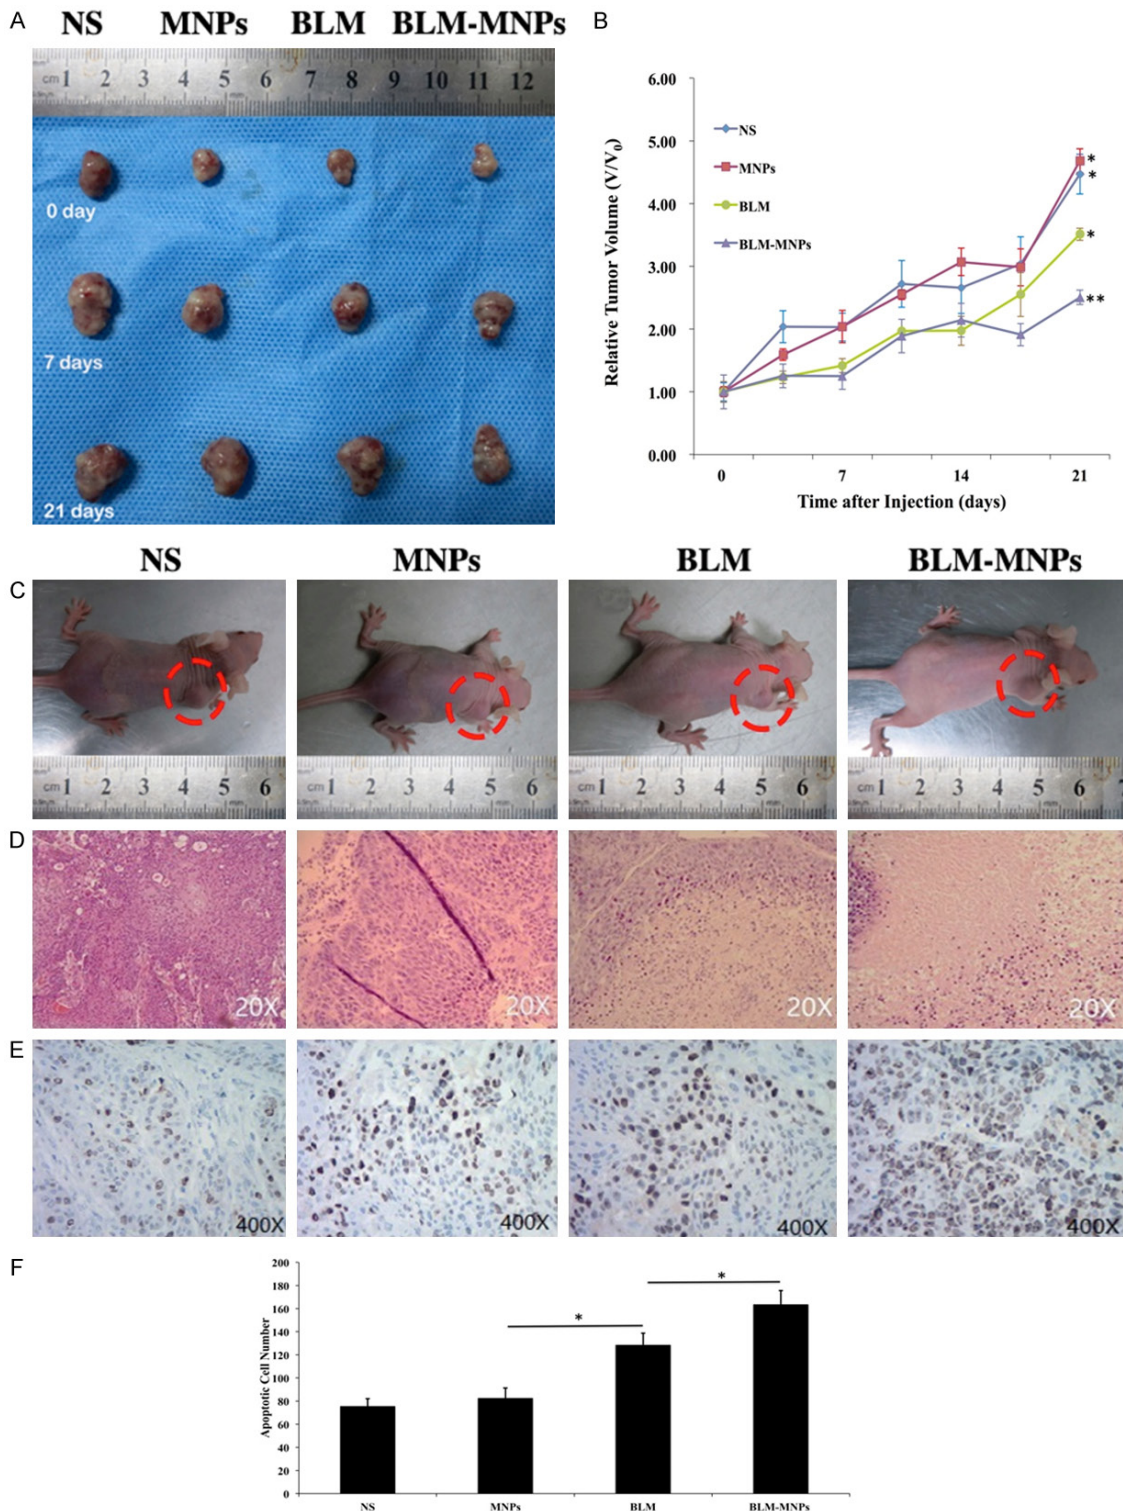 A
NS MNPs BLM BLM-MNPs
cm 1 2 3 4 5 6 7 8 9 10 11 12
0 day
7 days
21 days
B
6.00
5.00
4.00
3.00
2.00
1.00
0.00
Relative Tumor Volume (V/V0)
NS
MNPs
BLM
BLM-MNPs
*
*
*
**
0 7 14 21
Time after Injection (days)
NS MNPs BLM BLM-MNPs
C
1 2 3 4 5 6
1 2 3 4 5 6
1 2 3 4 5 6
1 2 3 4 5 6
D
20X 20X 20X 20X
E
400X 400X 400X 400X
F
200
180
160
140
120
100
80
60
40
20
0
Apoptotic Cell Number
*
*
NS MNPs BLM BLM-MNPs